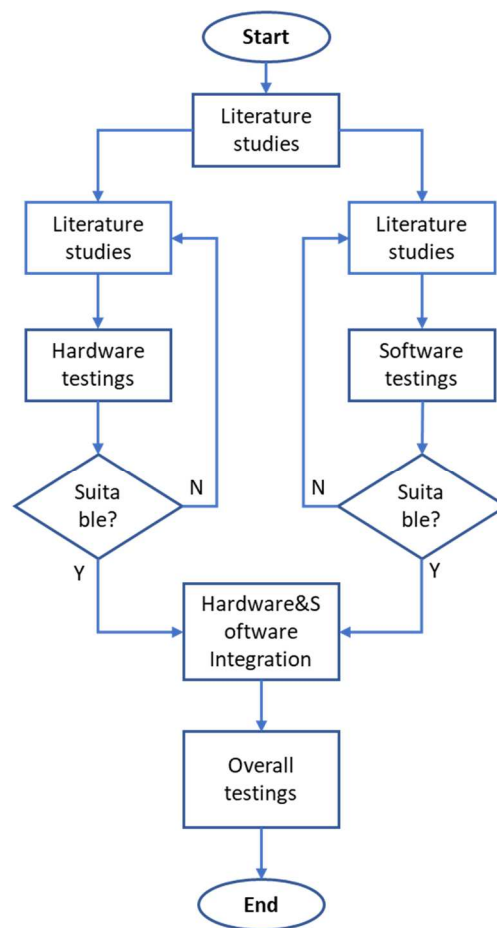 Start
Literature
studies
Literature
studies
Literature
studies
Hardware
testings
Software
testings
Suita
ble?
N
N
Suita
ble?
Y
Y
Hardware&S
oftware
Integration
Overall
testings
End